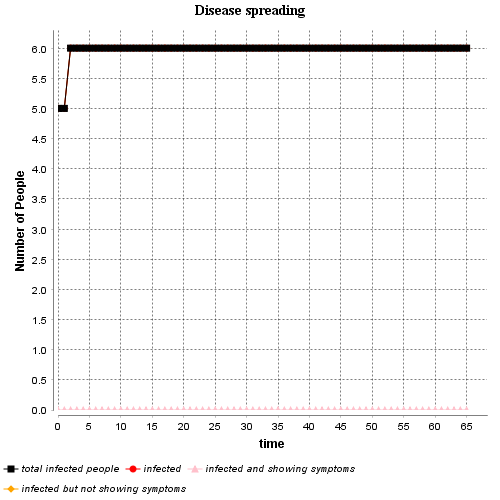 Disease spreading
Number of People
6.0
5.5
5.0
4.5
4.0
3.5
3.0
2.5
2.0
1.5
1.0
0.5
0.0
0 5 10 15 20 25 30 35 40 45 50 55 60 65
time
total infected people infected infected and showing symptoms
infected but not showing symptoms